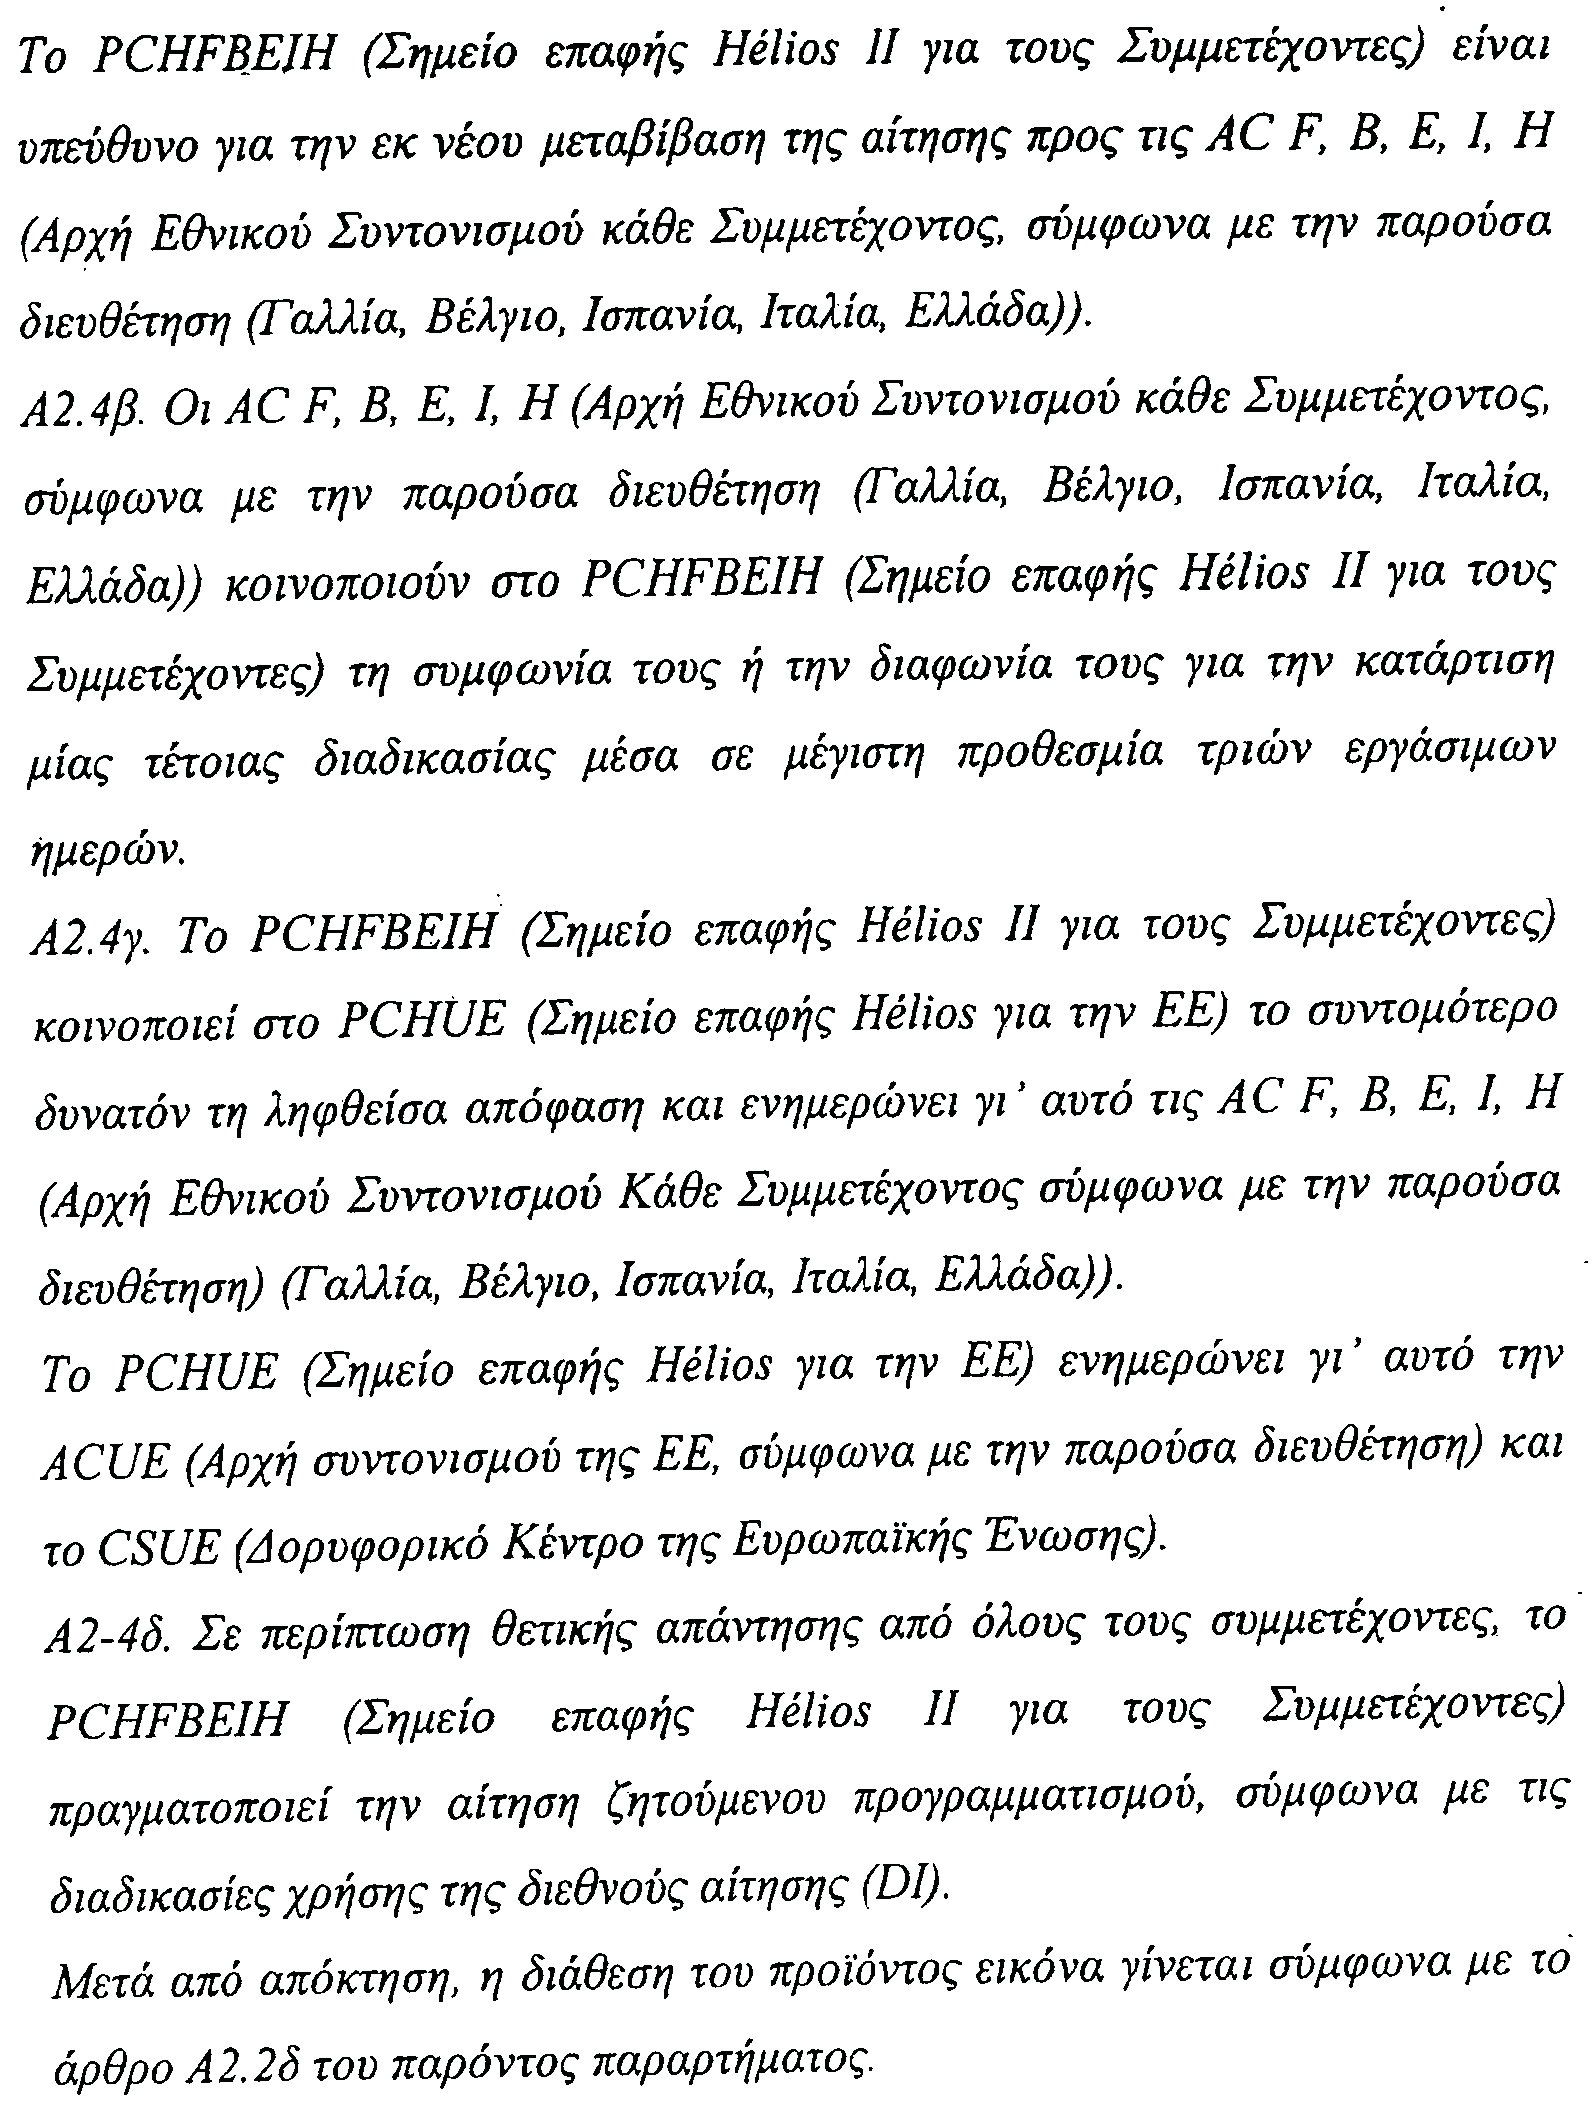 Το PCHFBEIH (Σημείο επαφής Hélios II για τους Συμμετέχοντες) είναι
υπεύθυνο για την εκ νέου μεταβίβαση της αίτησης προς τις AC F, B, E, I, H
(Αρχή Εθνικού Συντονισμού κάθε Συμμετέχοντος, σύμφωνα με την παρούσα
διευθέτηση (Γαλλία, Βέλγιο, Ισπανία, Ιταλία, Ελλάδα)).
Α2.4β. Οι AC F, B, E, I, H (Αρχή Εθνικού Συντονισμού κάθε Συμμετέχοντος,
σύμφωνα με την παρούσα διευθέτηση (Γαλλία, Βέλγιο, Ισπανία, Ιταλία,
Ελλάδα)) κοινοποιούν στο PCHFBEIH (Σημείο επαφής Hélios II για τους
Συμμετέχοντες) τη συμφωνία τους ή την διαφωνία τους για την κατάρτιση
μίας τέτοιας διαδικασίας μέσα σε μέγιστη προθεσμία τριών εργάσιμων
ημερών.
Α2.4γ. Το PCHFBEIH (Σημείο επαφής Hélios II για τους Συμμετέχοντες)
κοινοποιεί στο PCHUE (Σημείο επαφής Hélios για την ΕΕ) το συντομότερο
δυνατόν τη ληφθείσα απόφαση και ενημερώνει γι’ αυτό τις AC F, B, E, I, H
(Αρχή Εθνικού Συντονισμού Κάθε Συμμετέχοντος σύμφωνα με την παρούσα
διευθέτηση) (Γαλλία, Βέλγιο, Ισπανία, Ιταλία, Ελλάδα)).
Το PCHUE (Σημείο επαφής Hélios για την ΕΕ) ενημερώνει γι’ αυτό την
ACUE (Αρχή συντονισμού της ΕΕ, σύμφωνα με την παρούσα διευθέτηση) και
το CSUE (Δορυφορικό Κέντρο της Ευρωπαϊκής Ένωσης).
Α2-4δ. Σε περίπτωση θετικής απάντησης από όλους τους συμμετέχοντες, το
PCHFBEIH (Σημείο επαφής Hélios II για τους Συμμετέχοντες)
πραγματοποιεί την αίτηση ζητούμενου προγραμματισμού, σύμφωνα με τις
διαδικασίες χρήσης της διεθνούς αίτησης (DI).
Μετά από απόκτηση, η διάθεση του προϊόντος εικόνα γίνεται σύμφωνα με το
άρθρο Α2.2δ του παρόντος παραρτήματος.